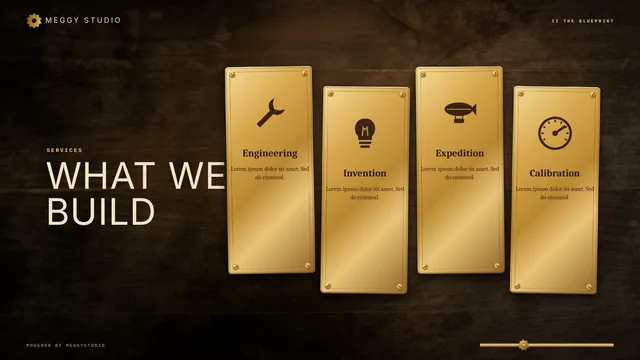 MEGGY STUDIO
II THE BLUEPRINT
SERVICES
WHAT WE
BUILD
Engineering
Lorem ipsum dolor sit amet. Sed
do eiusmod.
M
Invention
Lorem ipsum dolor sit amet. Sed
do eiusmod.
Expedition
Lorem ipsum dolor sit amet. Sed
do eiusmod.
Calibration
Lorem ipsum dolor sit amet. Sed
do eiusmod.
POWERED BY MEGGYSTUDIO